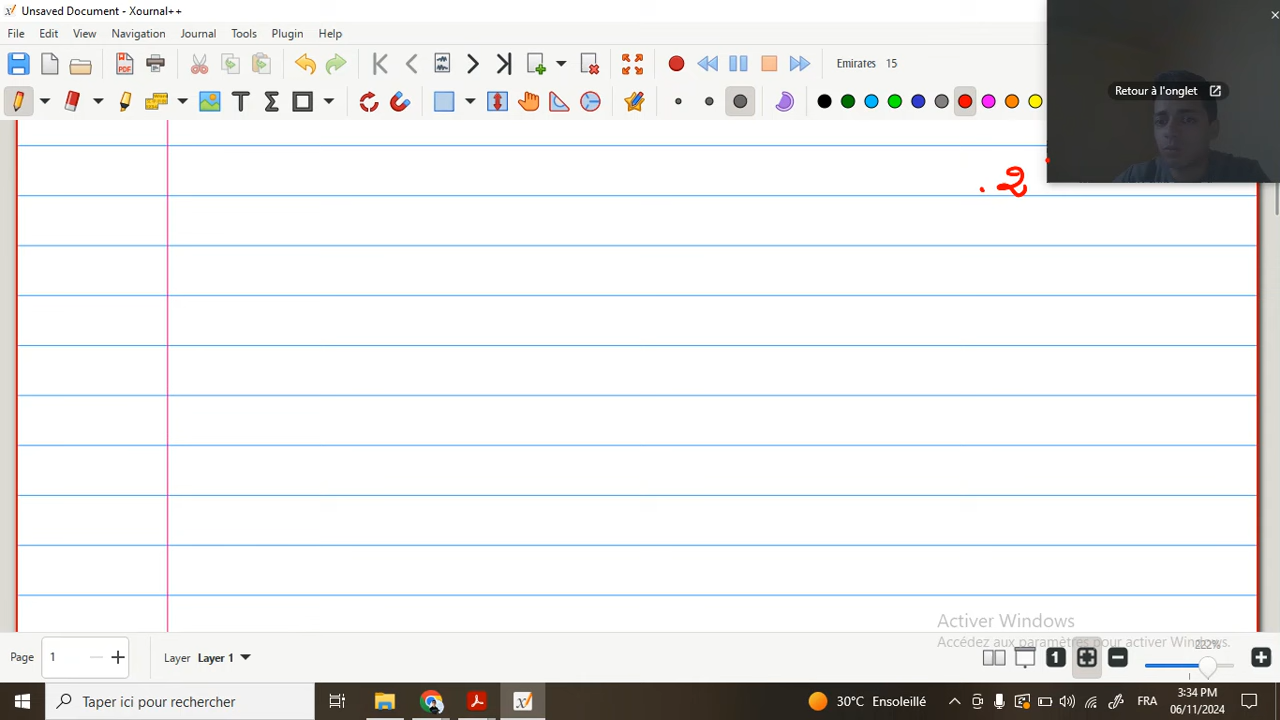 Unsaved Document - Xournal++
File Edit View Navigation Journal Tools Plugin Help
Emirates 15
Retour à l'onglet
. 2
Activer Windows
Accédez aux paramètres pour activer Windows.
222%
Page 1 Layer Layer 1
1
Taper ici pour rechercher
30°C Ensoleillé
FRA
3:34 PM
06/11/2024